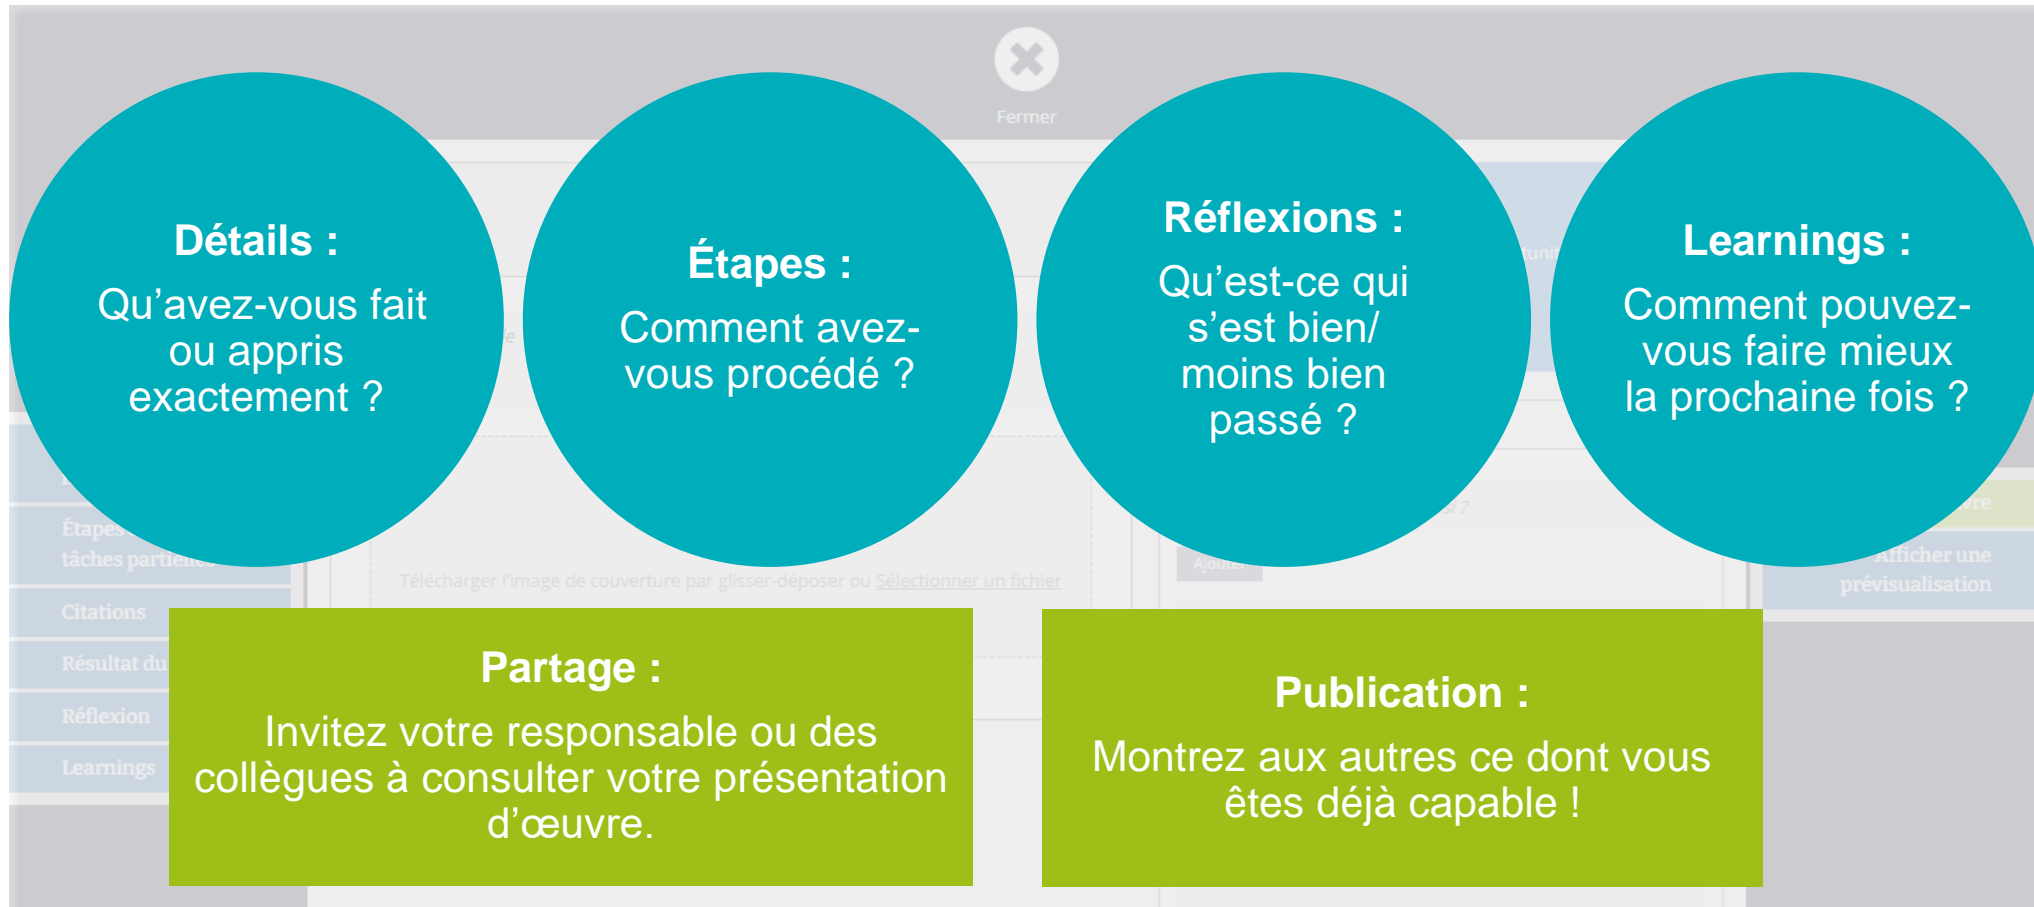 Fermer
Détails :
Qu’avez-vous fait
ou appris
exactement ?
Étapes :
Comment avez-
vous procédé ?
Réflexions :
Qu’est-ce qui
s’est bien/
moins bien
passé ?
Learnings :
Comment pouvez-
vous faire mieux
la prochaine fois ?
Étapes
tâches partielles
Citations
Résultat du
Réflexion
Learnings
Télécharger l'image de couverture par glisser-déposer ou Sélectionner un fichier
Ajouter
Afficher une
prévisualisation
Partage :
Invitez votre responsable ou des
collègues à consulter votre présentation
d’œuvre.
Publication :
Montrez aux autres ce dont vous
êtes déjà capable !